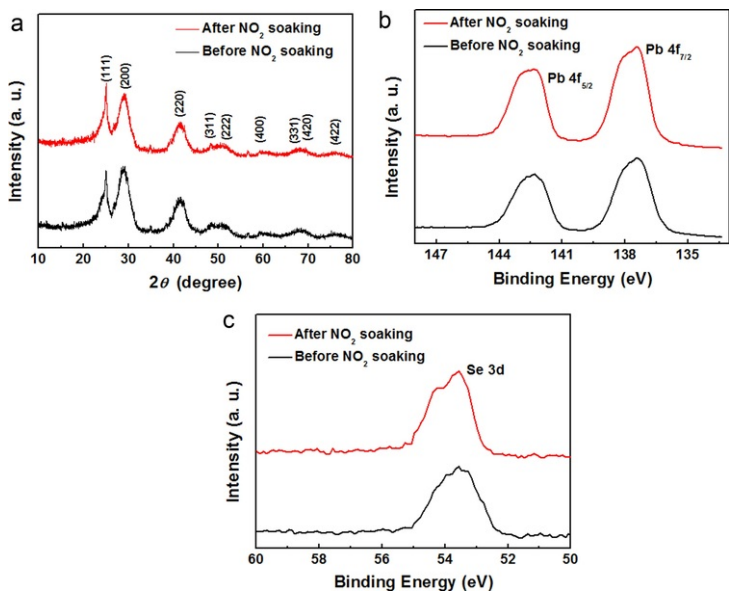 a
After NO₂ soaking
Before NO₂ soaking
(111)
(200)
(220)
(311)
(222)
(400)
(331)
(420)
(422)
Intensity (a. u.)
10 20 30 40 50 60 70 80
2θ (degree)
b
After NO₂ soaking
Before NO₂ soaking
Pb 4f₅/₂
Pb 4f₇/₂
Intensity (a. u.)
147 144 141 138 135
Binding Energy (eV)
c
After NO₂ soaking
Before NO₂ soaking
Se 3d
Intensity (a. u.)
60 58 56 54 52 50
Binding Energy (eV)